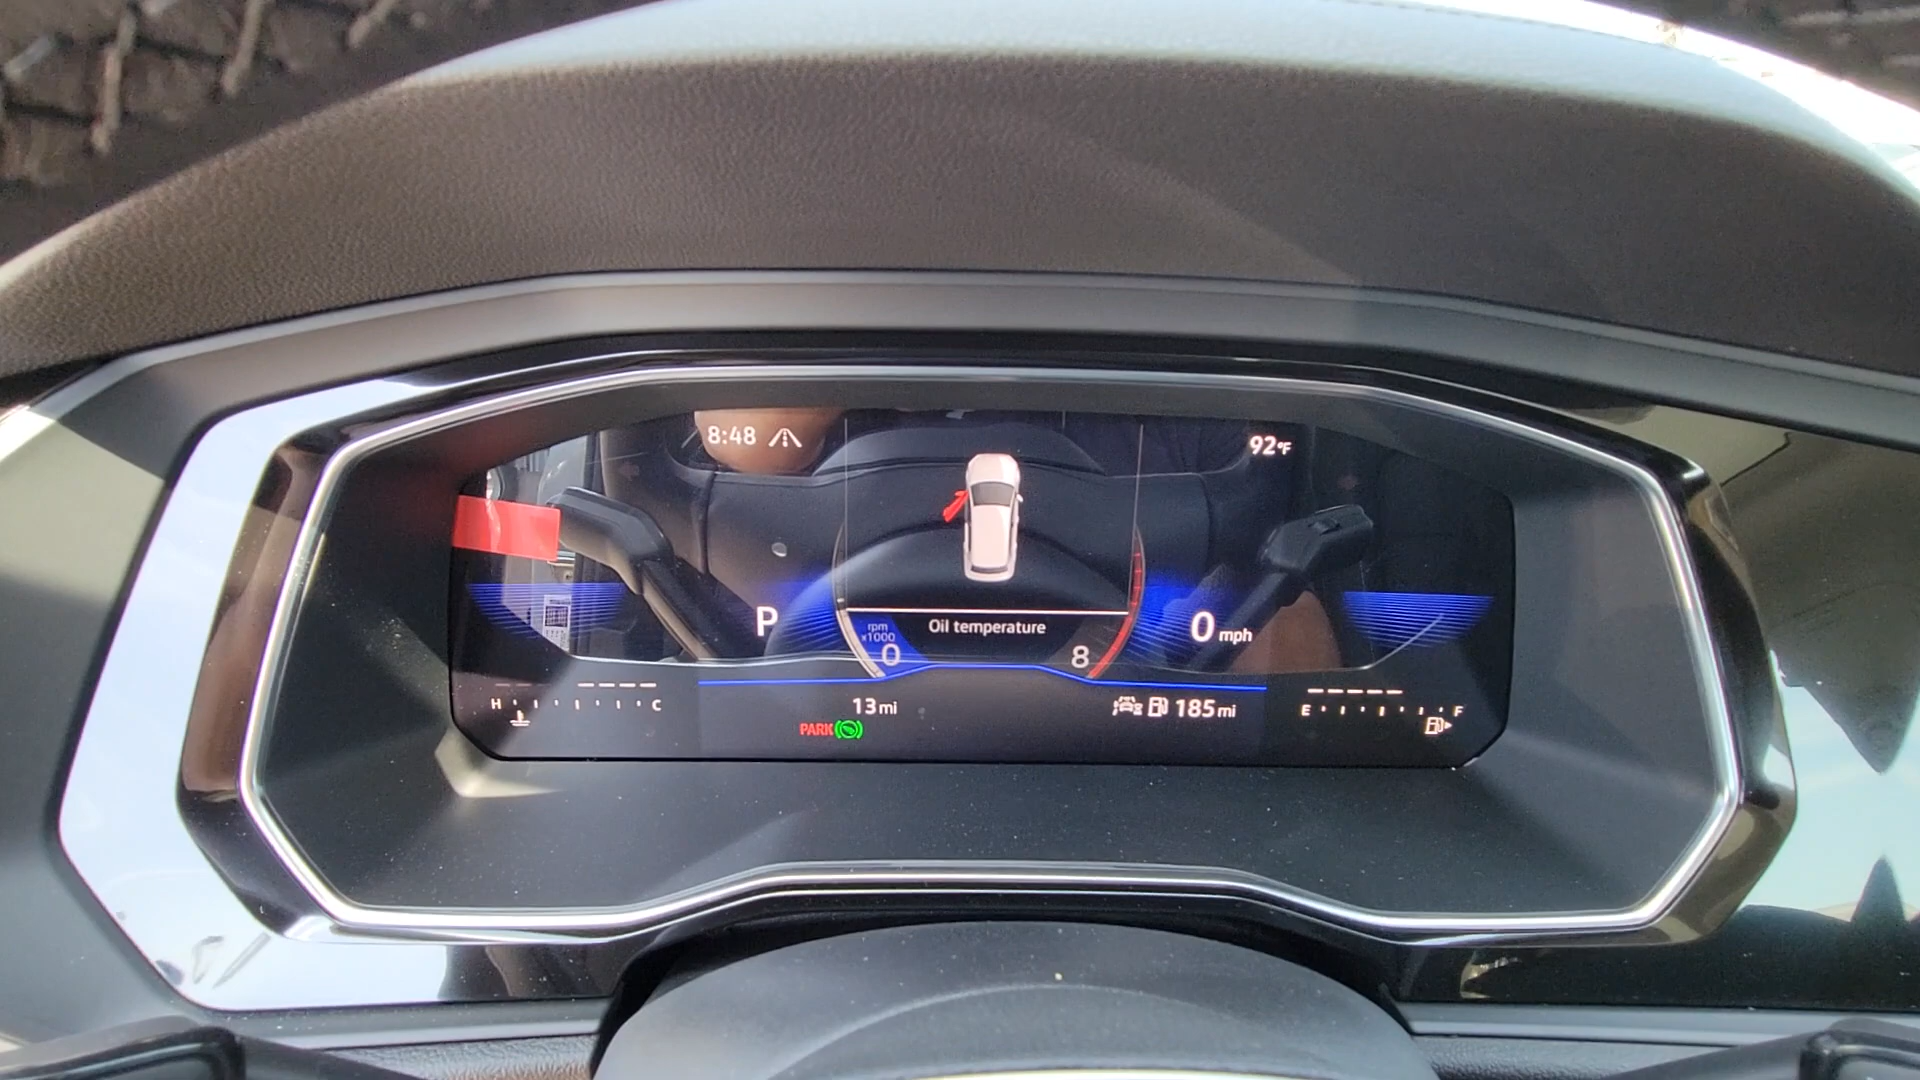 8:48
92°F
P
rpm
x1000
0
Oil temperature
8
0 mph
H C
13 mi
185 mi
E F
PARK